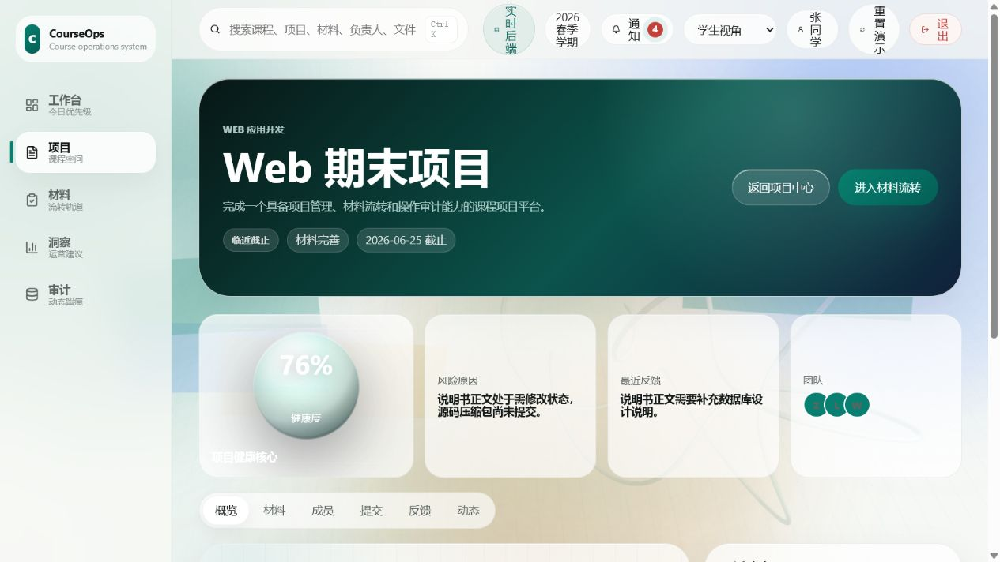 C
CourseOps
Course operations system
工作台
今日优先级
项目
课程空间
材料
流转轨道
洞察
运营建议
审计
动态留痕
搜索课程、项目、材料、负责人、文件
Ctrl
K
实
时
后
端
2026
春季
学期
通
知
4
学生视角
张
同
学
重
置
演
示
退
出
WEB 应用开发
Web 期末项目
完成一个具备项目管理、材料流转和操作审计能力的课程项目平台。
临近截止
材料完善
2026-06-25 截止
返回项目中心
进入材料流转
76%
健康度
项目健康核心
风险原因
说明书正文处于需修改状态，
源码压缩包尚未提交。
最近反馈
说明书正文需要补充数据库设
计说明。
团队
Z
L
W
概览
材料
成员
提交
反馈
动态